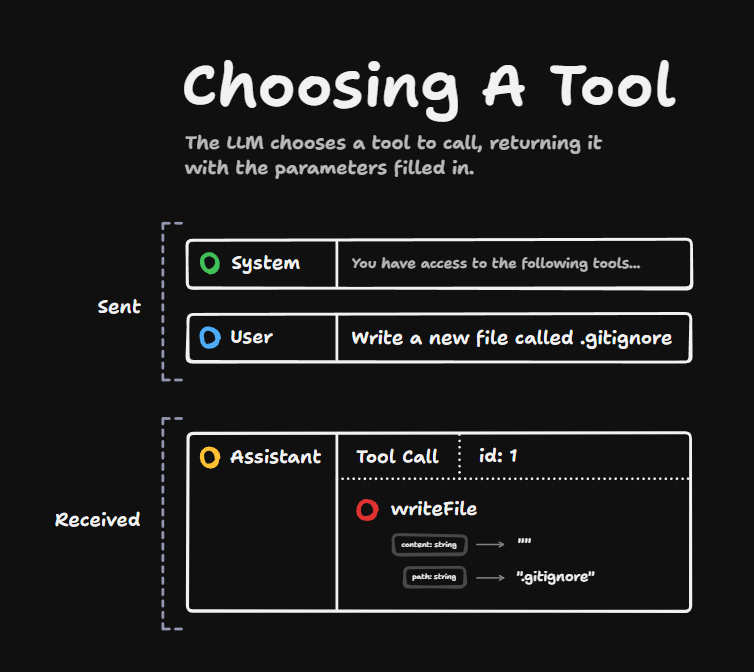 Choosing A Tool
The LLM chooses a tool to call, returning it
with the parameters filled in.
Sent
System
You have access to the following tools...
User
Write a new file called .gitignore
Received
Assistant
Tool Call
id: 1
writeFile
content: string
""
path: string
".gitignore"